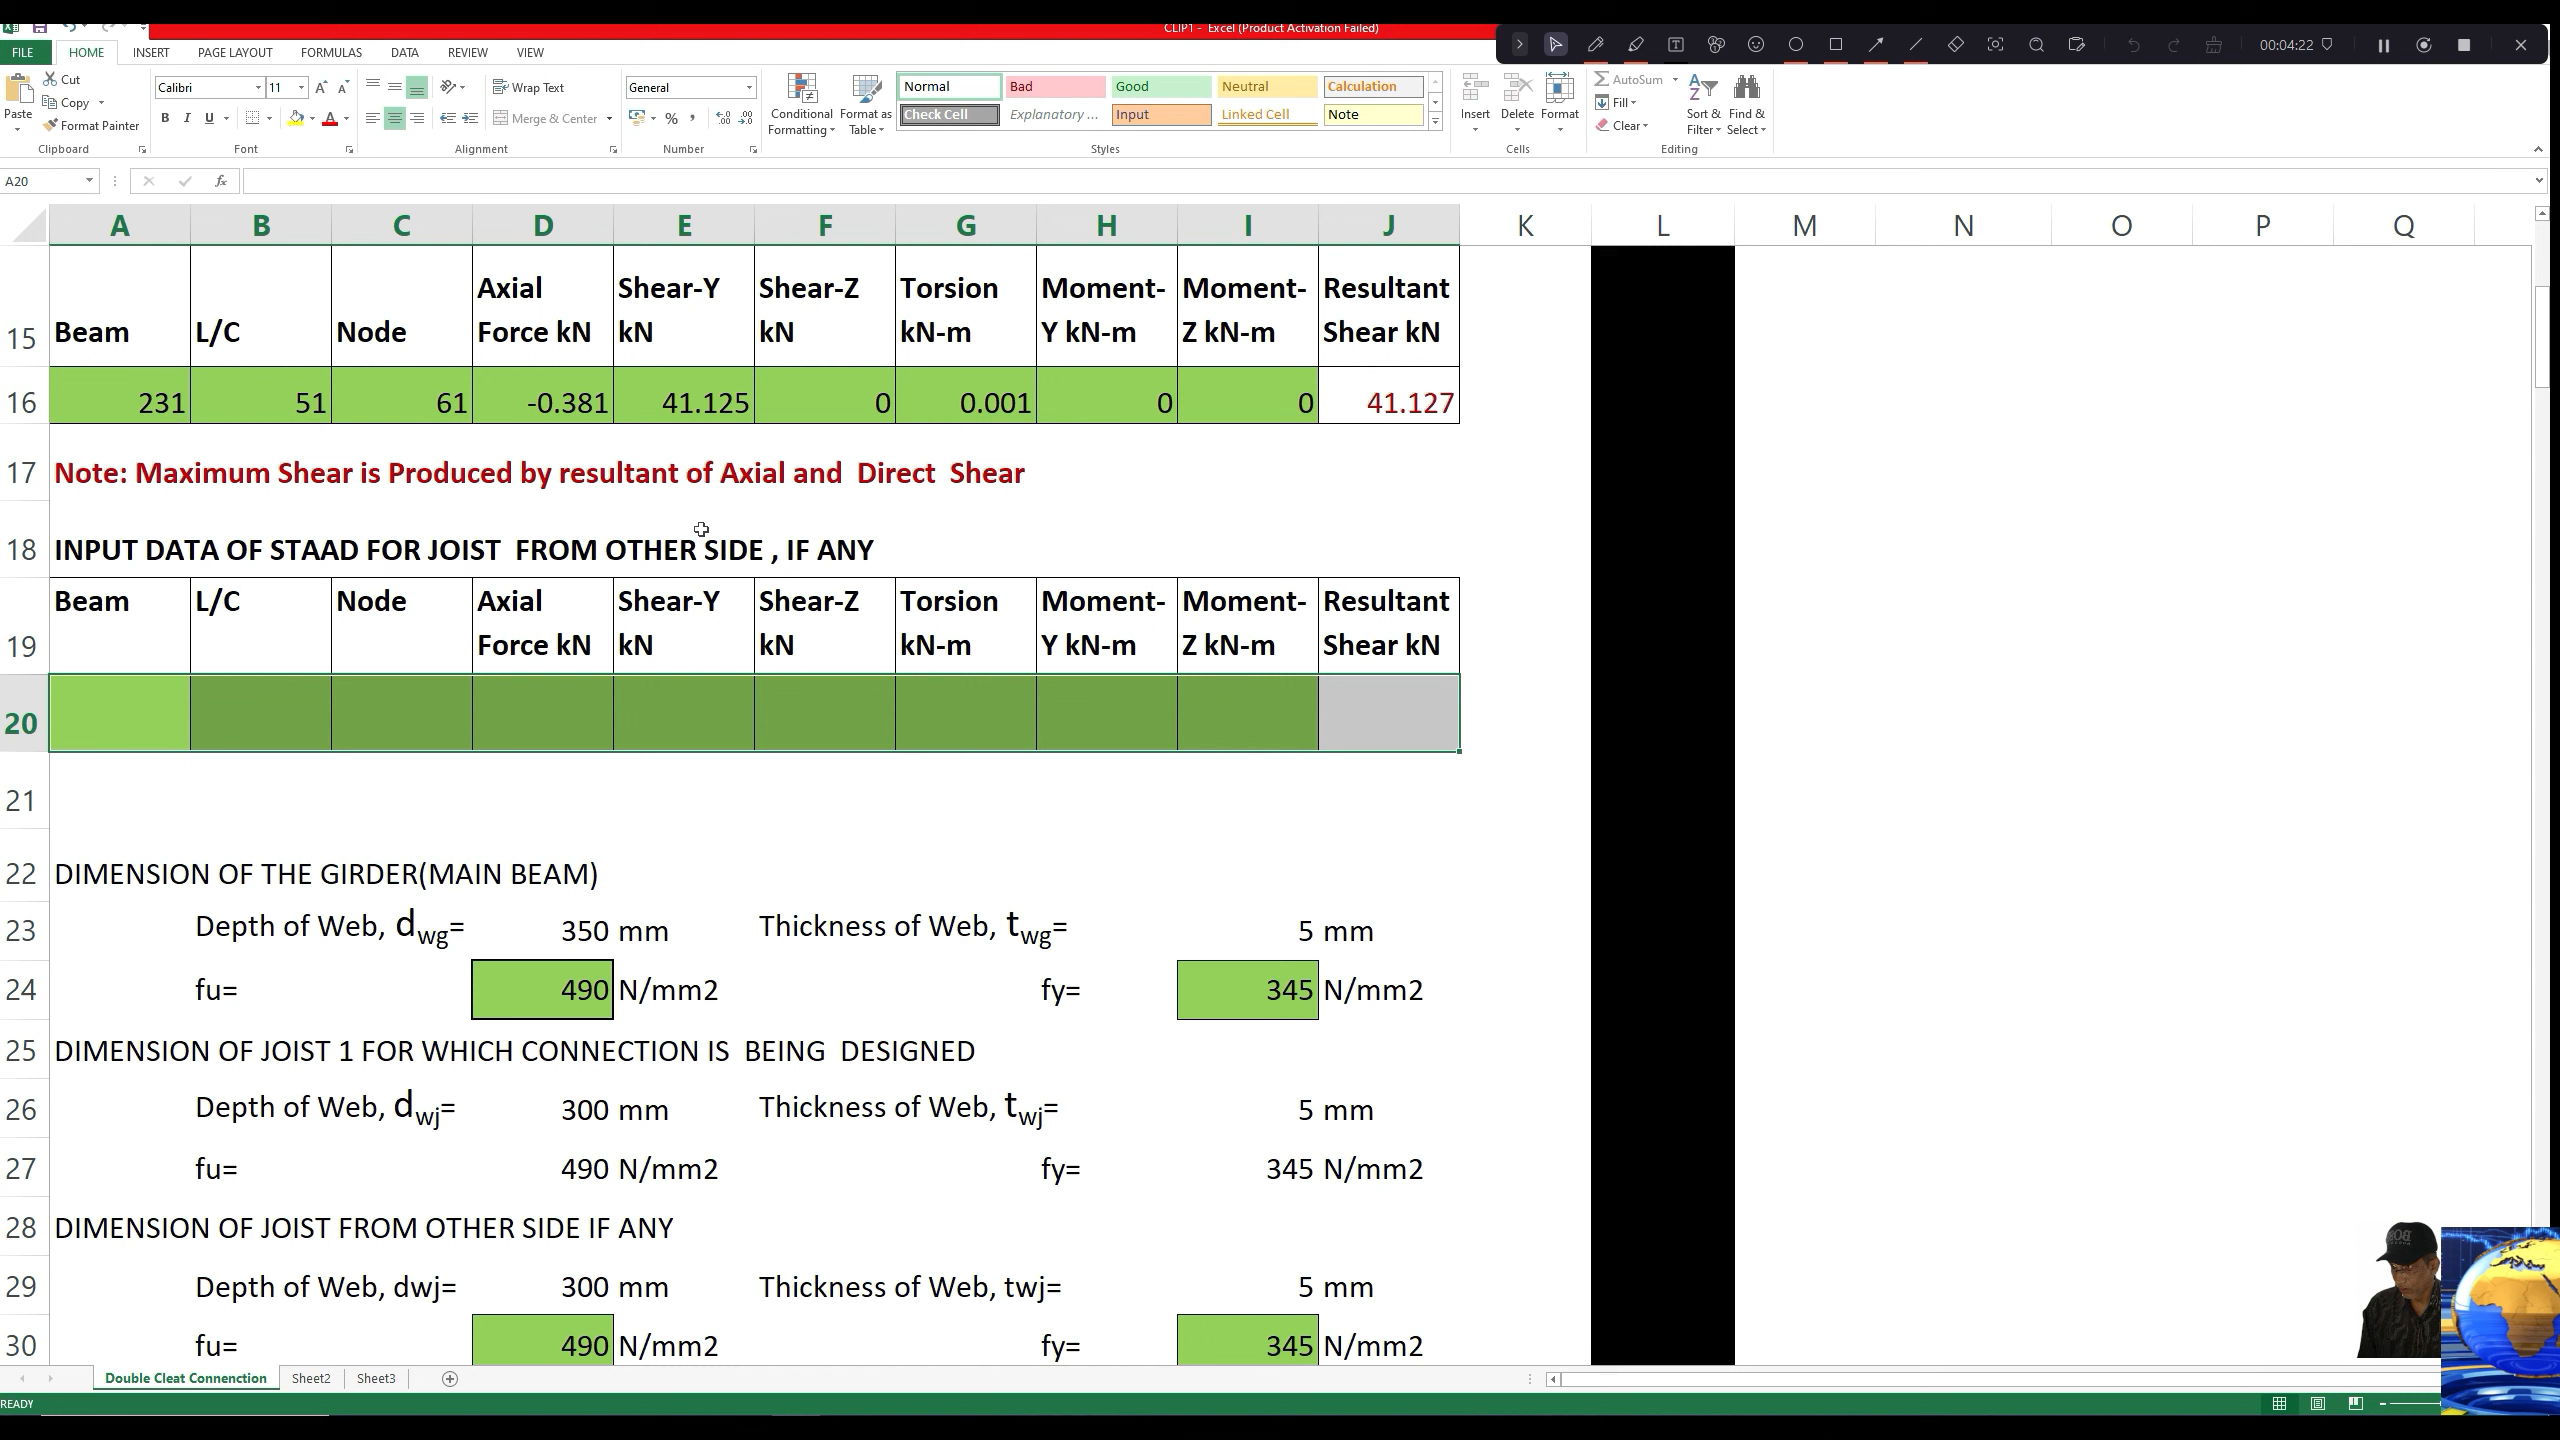 CLIP1 - Excel (Product Activation Failed)
FILE HOME INSERT PAGE LAYOUT FORMULAS DATA REVIEW VIEW
00:04:22
Paste
Cut
Copy
Format Painter
Clipboard
Calibri 11
B I U
Font
Wrap Text
Merge & Center
Alignment
General
Number
Conditional Formatting
Format as Table
Normal Bad Good Neutral Calculation
Check Cell Explanatory ... Input Linked Cell Note
Styles
Insert Delete Format
Cells
AutoSum
Fill
Clear
Sort & Filter
Find & Select
Editing
A20 fx
A B C D E F G H I J K L M N O P Q
15 Beam L/C Node Axial Force kN Shear-Y kN Shear-Z kN Torsion kN-m Moment-Y kN-m Moment-Z kN-m Resultant Shear kN
16 231 51 61 -0.381 41.125 0 0.001 0 0 41.127
17 Note: Maximum Shear is Produced by resultant of Axial and Direct Shear
18 INPUT DATA OF STAAD FOR JOIST FROM OTHER SIDE , IF ANY
19 Beam L/C Node Axial Force kN Shear-Y kN Shear-Z kN Torsion kN-m Moment-Y kN-m Moment-Z kN-m Resultant Shear kN
20
21
22 DIMENSION OF THE GIRDER(MAIN BEAM)
23 Depth of Web, dwg= 350 mm Thickness of Web, twg= 5 mm
24 fu= 490 N/mm2 fy= 345 N/mm2
25 DIMENSION OF JOIST 1 FOR WHICH CONNECTION IS BEING DESIGNED
26 Depth of Web, dwj= 300 mm Thickness of Web, twj= 5 mm
27 fu= 490 N/mm2 fy= 345 N/mm2
28 DIMENSION OF JOIST FROM OTHER SIDE IF ANY
29 Depth of Web, dwj= 300 mm Thickness of Web, twj= 5 mm
30 fu= 490 N/mm2 fy= 345 N/mm2
Double Cleat Connenction Sheet2 Sheet3
READY